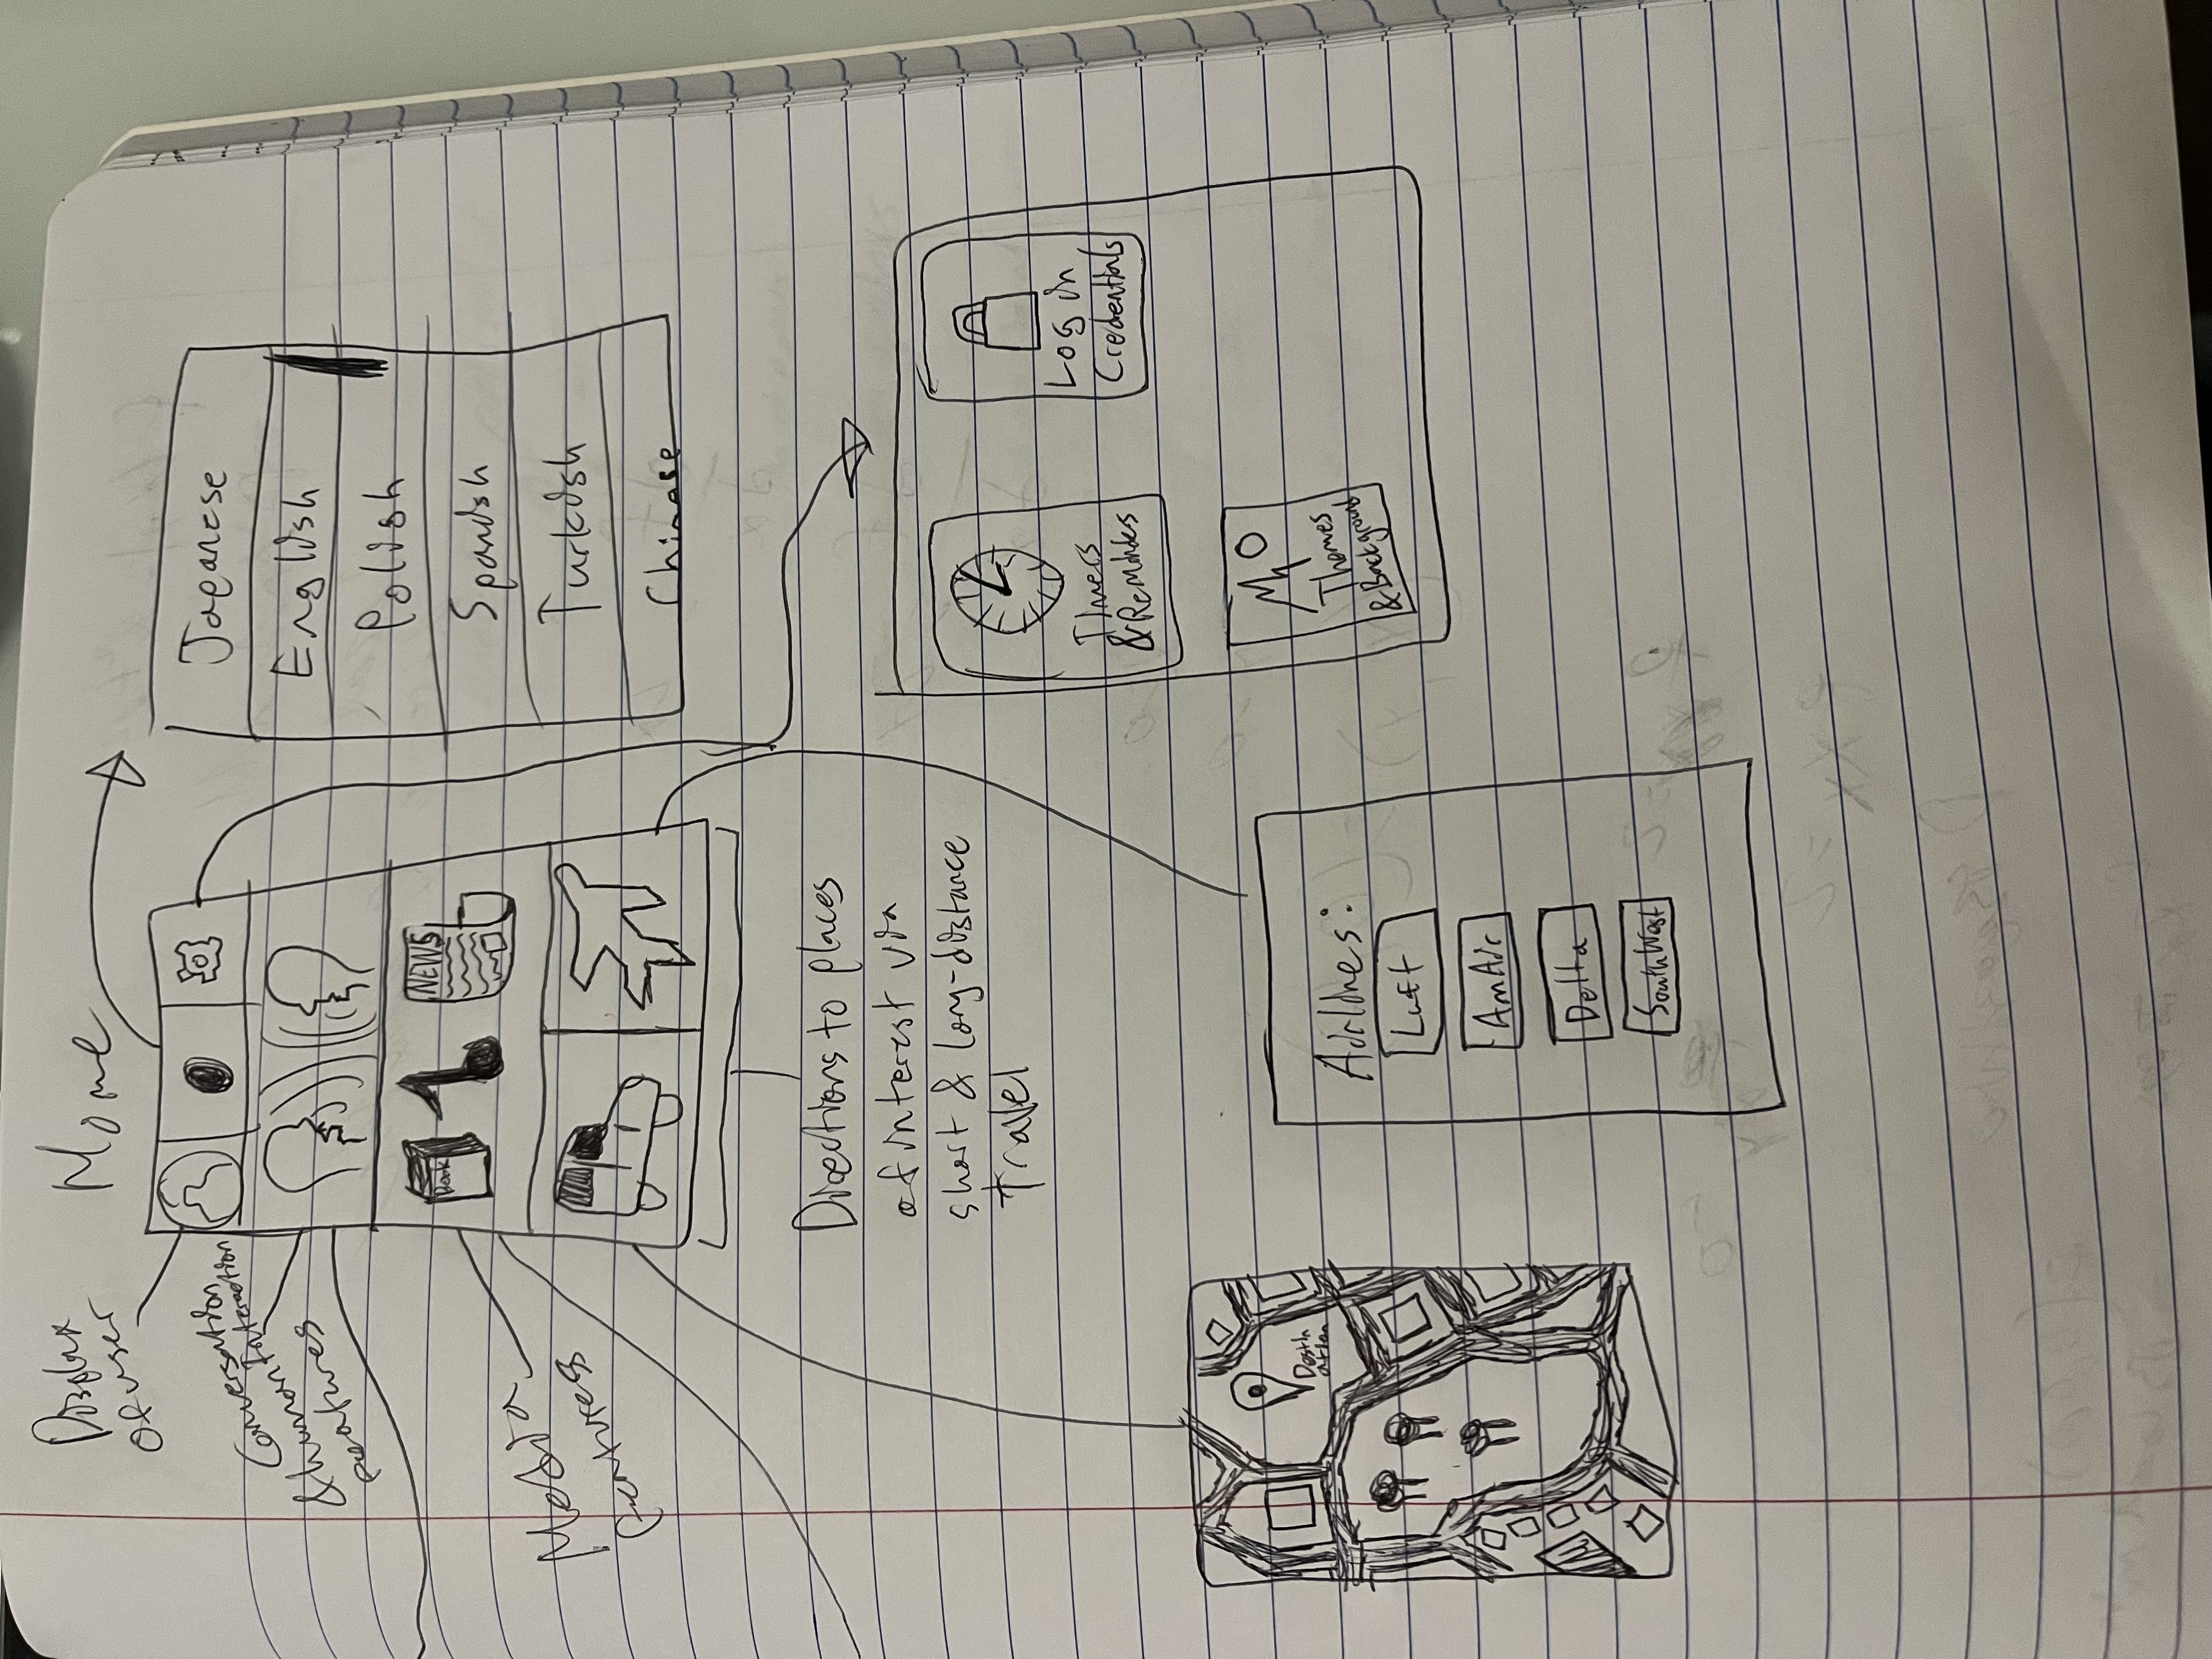 Display
of user
Home
Conversation
& human Interaction
features
Japanese
English
Polish
Spanish
Turkish
Chinese
Book
NEWS
Media
features
Directions to places
of interest via
short & long-distance
travel
Timers
& Reminders
Log in
Credentials
Themes
& Background
Destin
ation
Airlines:
Luft
AmAir
Delta
SouthWest